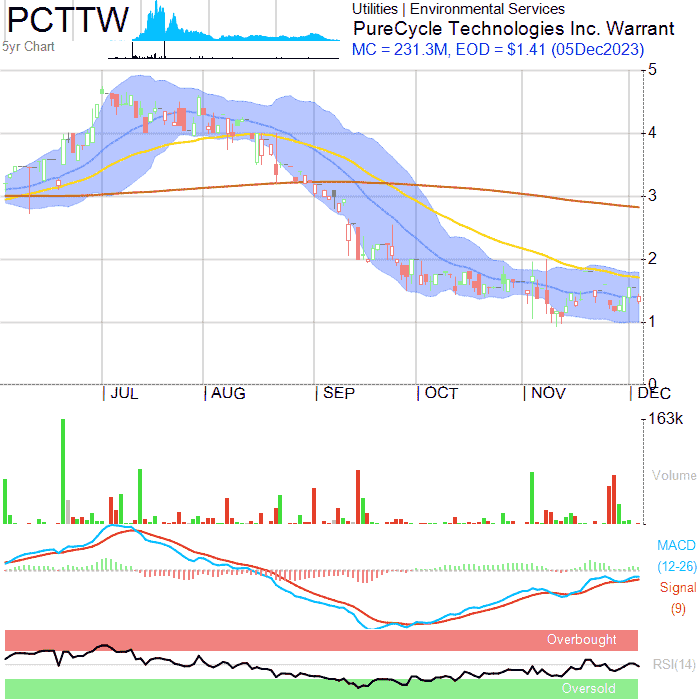 PCTTW
5yr Chart
Utilities | Environmental Services
PureCycle Technologies Inc. Warrant
MC = 231.3M, EOD = $1.41 (05Dec2023)
5
4
3
2
1
0
JUL AUG SEP OCT NOV DEC
163k
Volume
MACD
(12-26)
Signal
(9)
Overbought
RSI(14)
Oversold